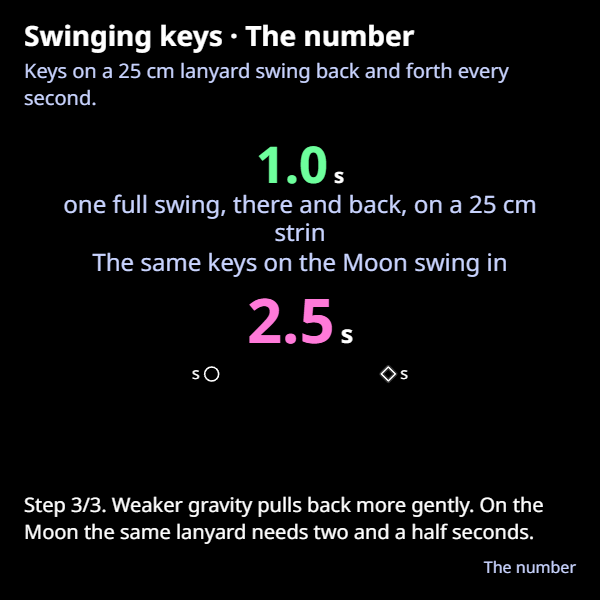 Swinging keys · The number
Keys on a 25 cm lanyard swing back and forth every
second.
1.0 s
one full swing, there and back, on a 25 cm
strin
The same keys on the Moon swing in
2.5 s
s
s
Step 3/3. Weaker gravity pulls back more gently. On the
Moon the same lanyard needs two and a half seconds.
The number